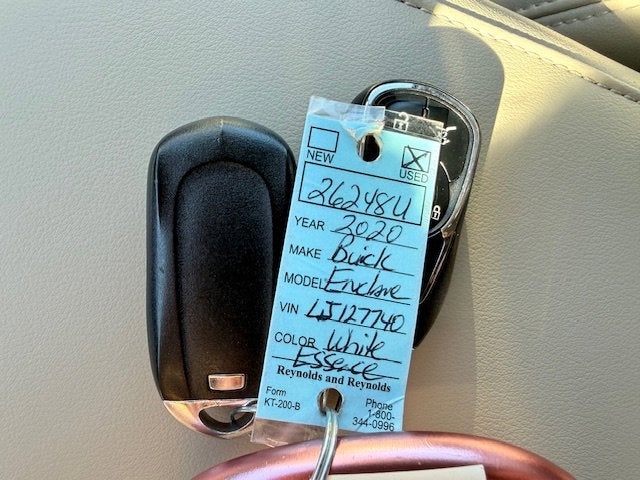 NEW
USED
26248U
YEAR 2020
MAKE Buick
MODEL Enclave
VIN LJ127740
COLOR White
Essence
Reynolds and Reynolds
Form
KT-200-B
Phone
1-800-
344-0996